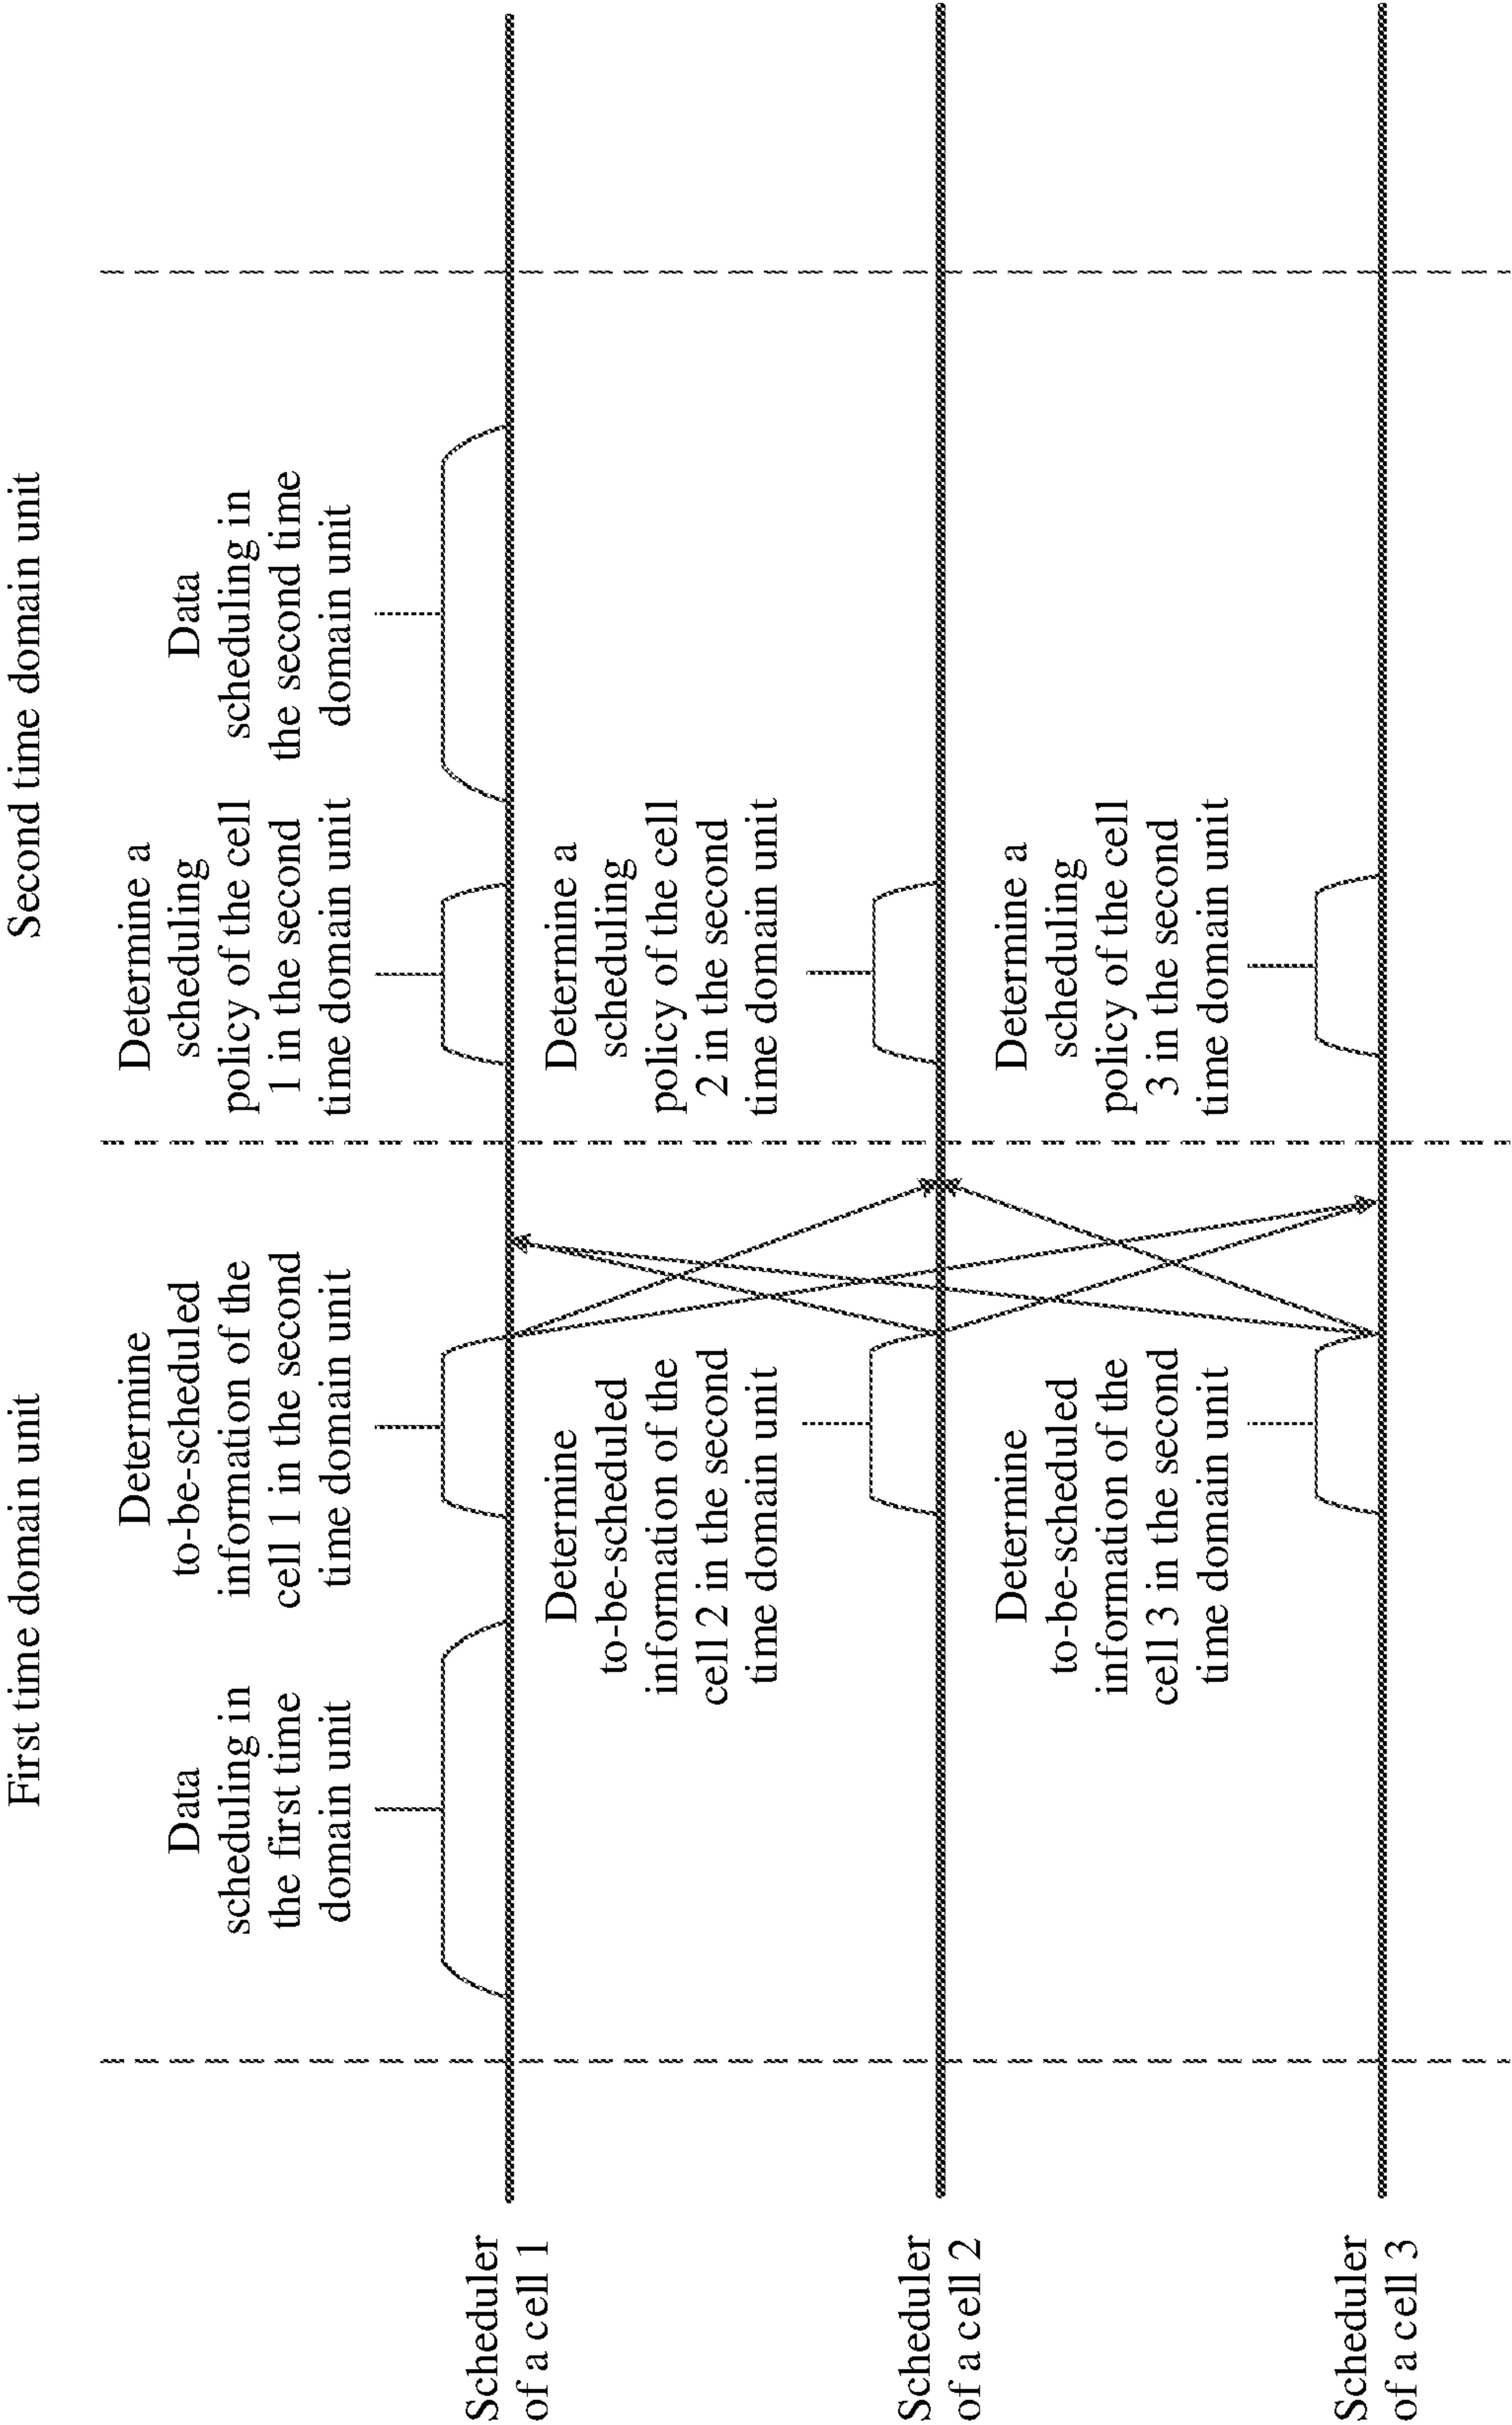 First time domain unit
Second time domain unit
Data
scheduling in
the first time
domain unit
Determine
to-be-scheduled
information of the
cell 1 in the second
time domain unit
Determine a
scheduling
policy of the cell
1 in the second
time domain unit
Data
scheduling in
the second time
domain unit
Scheduler
of a cell 1
Determine
to-be-scheduled
information of the
cell 2 in the second
time domain unit
Determine a
scheduling
policy of the cell
2 in the second
time domain unit
Scheduler
of a cell 2
Determine
to-be-scheduled
information of the
cell 3 in the second
time domain unit
Determine a
scheduling
policy of the cell
3 in the second
time domain unit
Scheduler
of a cell 3